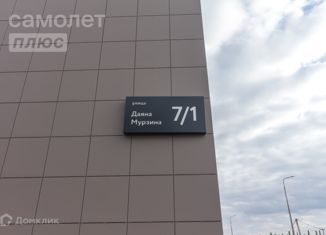 самолет
плюс
улица
Даяна
Мурзина
7/1
Домклик